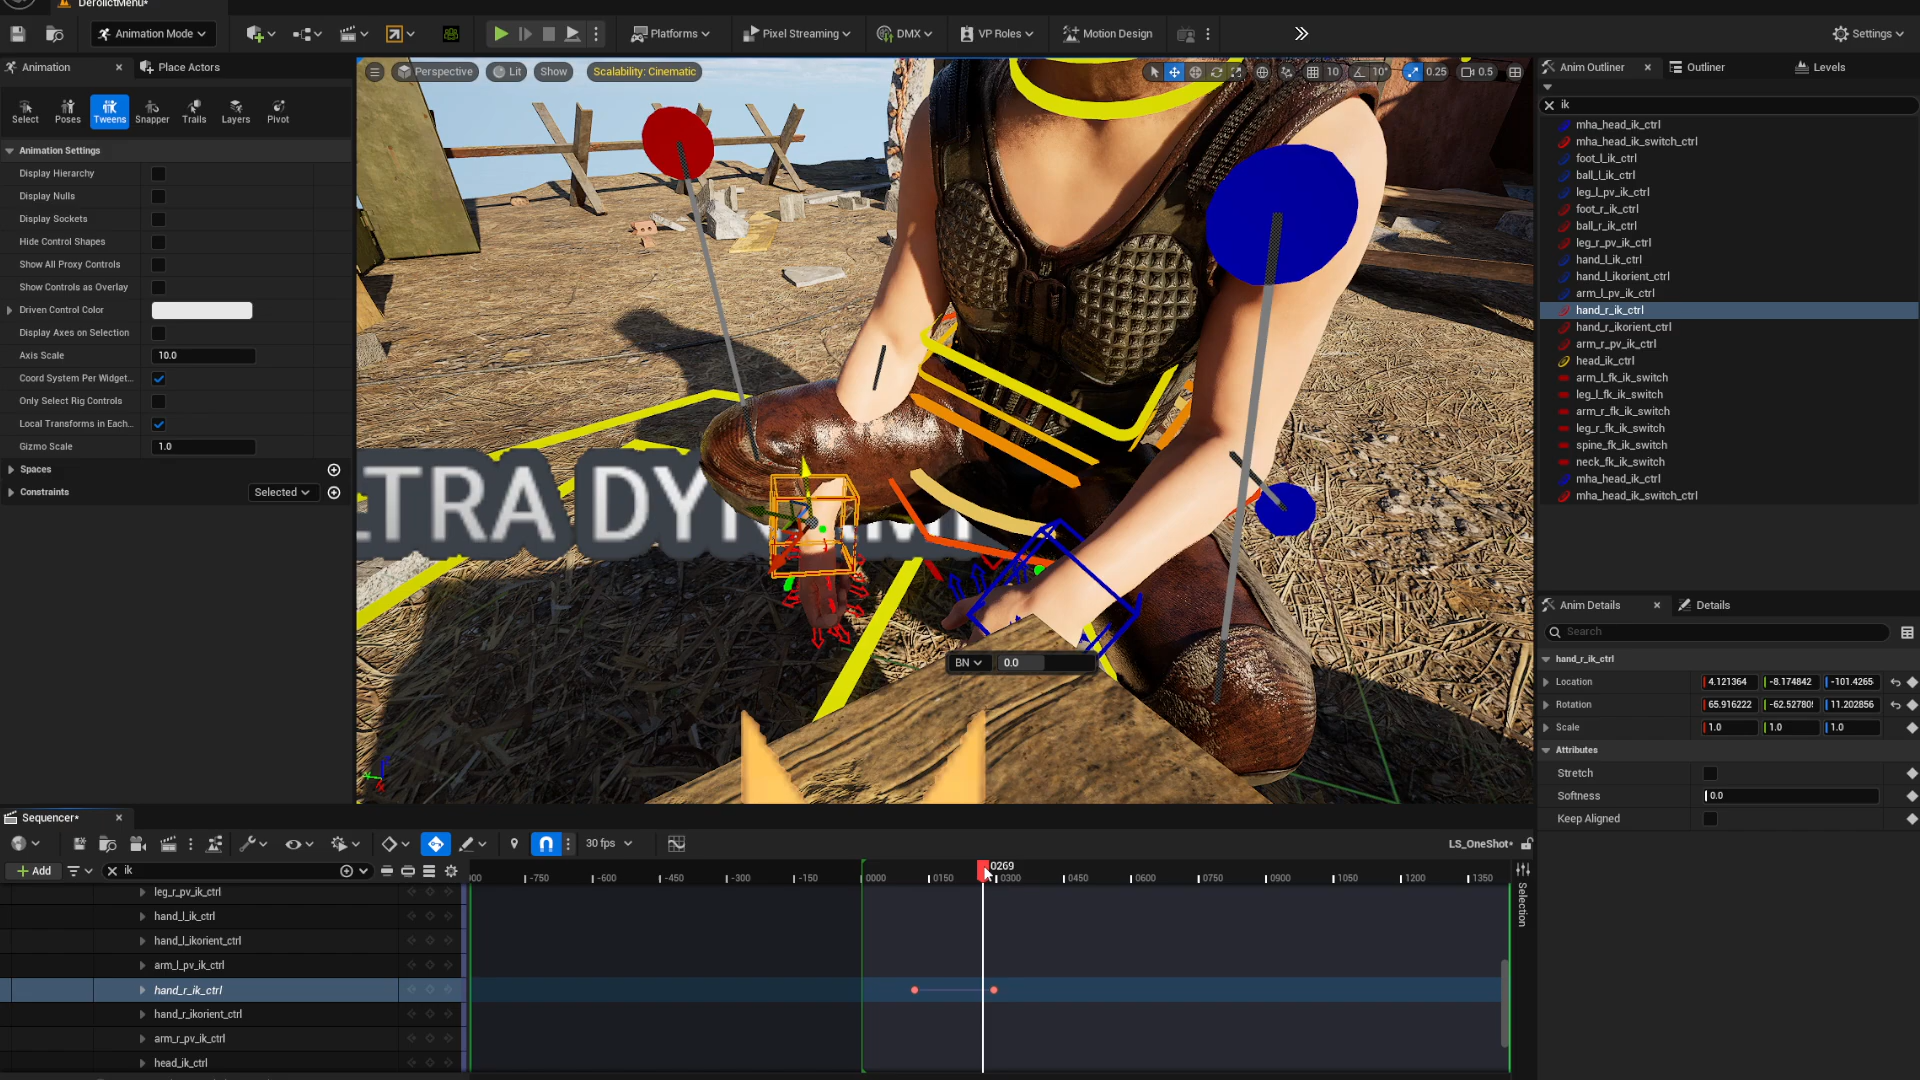 DerolictMenu*
Animation Mode
Platforms
Pixel Streaming
DMX
VP Roles
Motion Design
Settings
Animation
Place Actors
Select
Poses
Tweens
Snapper
Trails
Layers
Pivot
Animation Settings
Display Hierarchy
Display Nulls
Display Sockets
Hide Control Shapes
Show All Proxy Controls
Show Controls as Overlay
Driven Control Color
Display Axes on Selection
Axis Scale 10.0
Coord System Per Widget...
Only Select Rig Controls
Local Transforms in Each...
Gizmo Scale 1.0
Spaces
Constraints Selected
Perspective
Lit
Show
Scalability: Cinematic
10
10°
0.25
0.5
TRA DY
BN 0.0
Anim Outliner
Outliner
Levels
ik
mha_head_ik_ctrl
mha_head_ik_switch_ctrl
foot_l_ik_ctrl
ball_l_ik_ctrl
leg_l_pv_ik_ctrl
foot_r_ik_ctrl
ball_r_ik_ctrl
leg_r_pv_ik_ctrl
hand_l_ik_ctrl
hand_l_ikorient_ctrl
arm_l_pv_ik_ctrl
hand_r_ik_ctrl
hand_r_ikorient_ctrl
arm_r_pv_ik_ctrl
head_ik_ctrl
arm_l_fk_ik_switch
leg_l_fk_ik_switch
arm_r_fk_ik_switch
leg_r_fk_ik_switch
spine_fk_ik_switch
neck_fk_ik_switch
mha_head_ik_ctrl
mha_head_ik_switch_ctrl
Anim Details
Details
Search
hand_r_ik_ctrl
Location 4.121364 -8.174842 -101.4265
Rotation 65.916222 -62.52780 11.202856
Scale 1.0 1.0 1.0
Attributes
Stretch
Softness 0.0
Keep Aligned
Sequencer*
30 fps
LS_OneShot*
Add
ik
0269
00 -750 -600 -450 -300 -150 0000 0150 0300 0450 0600 0750 0900 1050 1200 1350
Selection
leg_r_pv_ik_ctrl
hand_l_ik_ctrl
hand_l_ikorient_ctrl
arm_l_pv_ik_ctrl
hand_r_ik_ctrl
hand_r_ikorient_ctrl
arm_r_pv_ik_ctrl
head_ik_ctrl